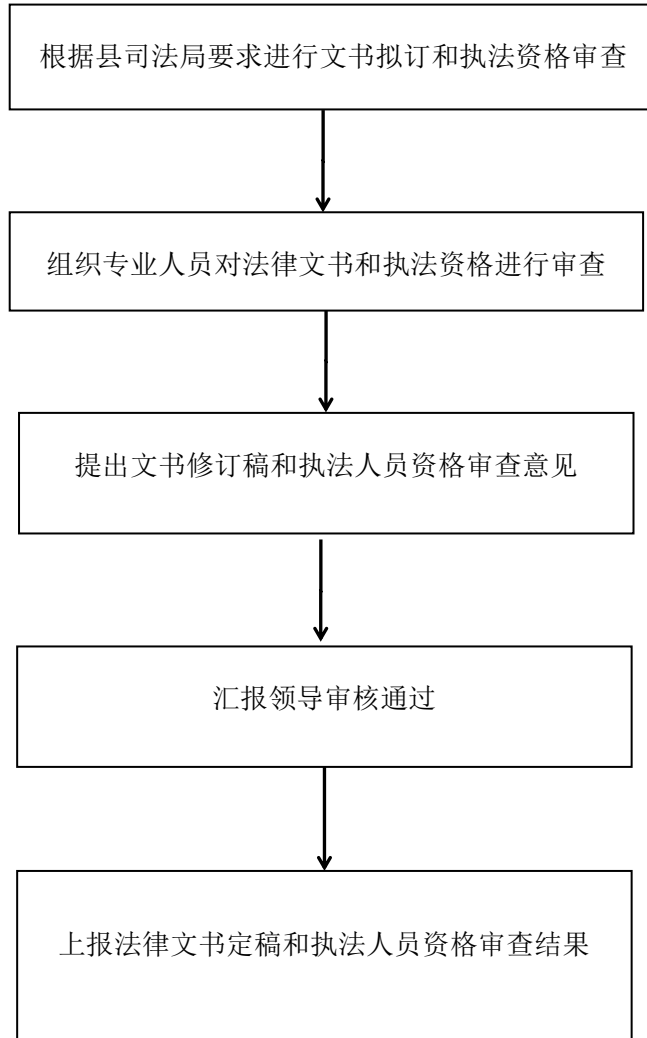 根据县司法局要求进行文书拟订和执法资格审查
组织专业人员对法律文书和执法资格进行审查
提出文书修订稿和执法人员资格审查意见
汇报领导审核通过
上报法律文书定稿和执法人员资格审查结果